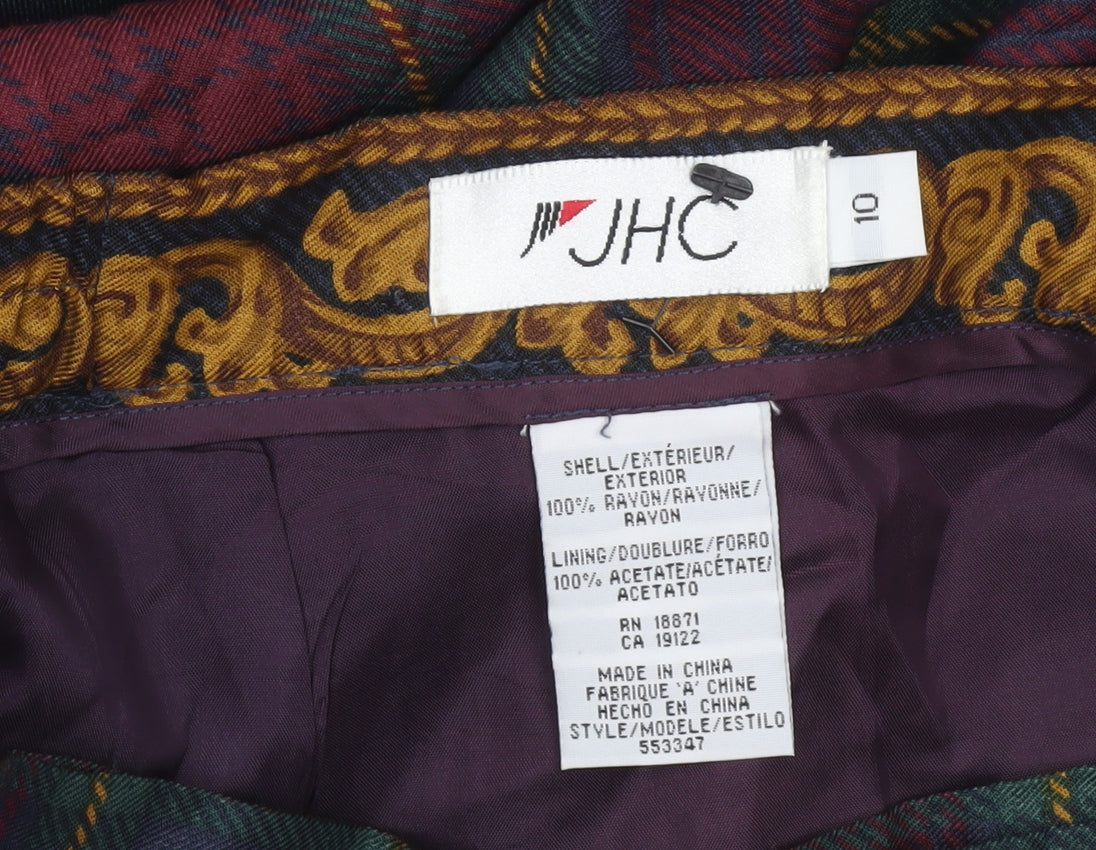 JHC
10
SHELL/EXTÉRIEUR/
EXTERIOR
100% RAYON/RAYONNE/
RAYON
LINING/DOUBLURE/FORRO
100% ACETATE/ACÉTATE/
ACETATO
RN 18871
CA 19122
MADE IN CHINA
FABRIQUE 'A' CHINE
HECHO EN CHINA
STYLE/MODELE/ESTILO
553347